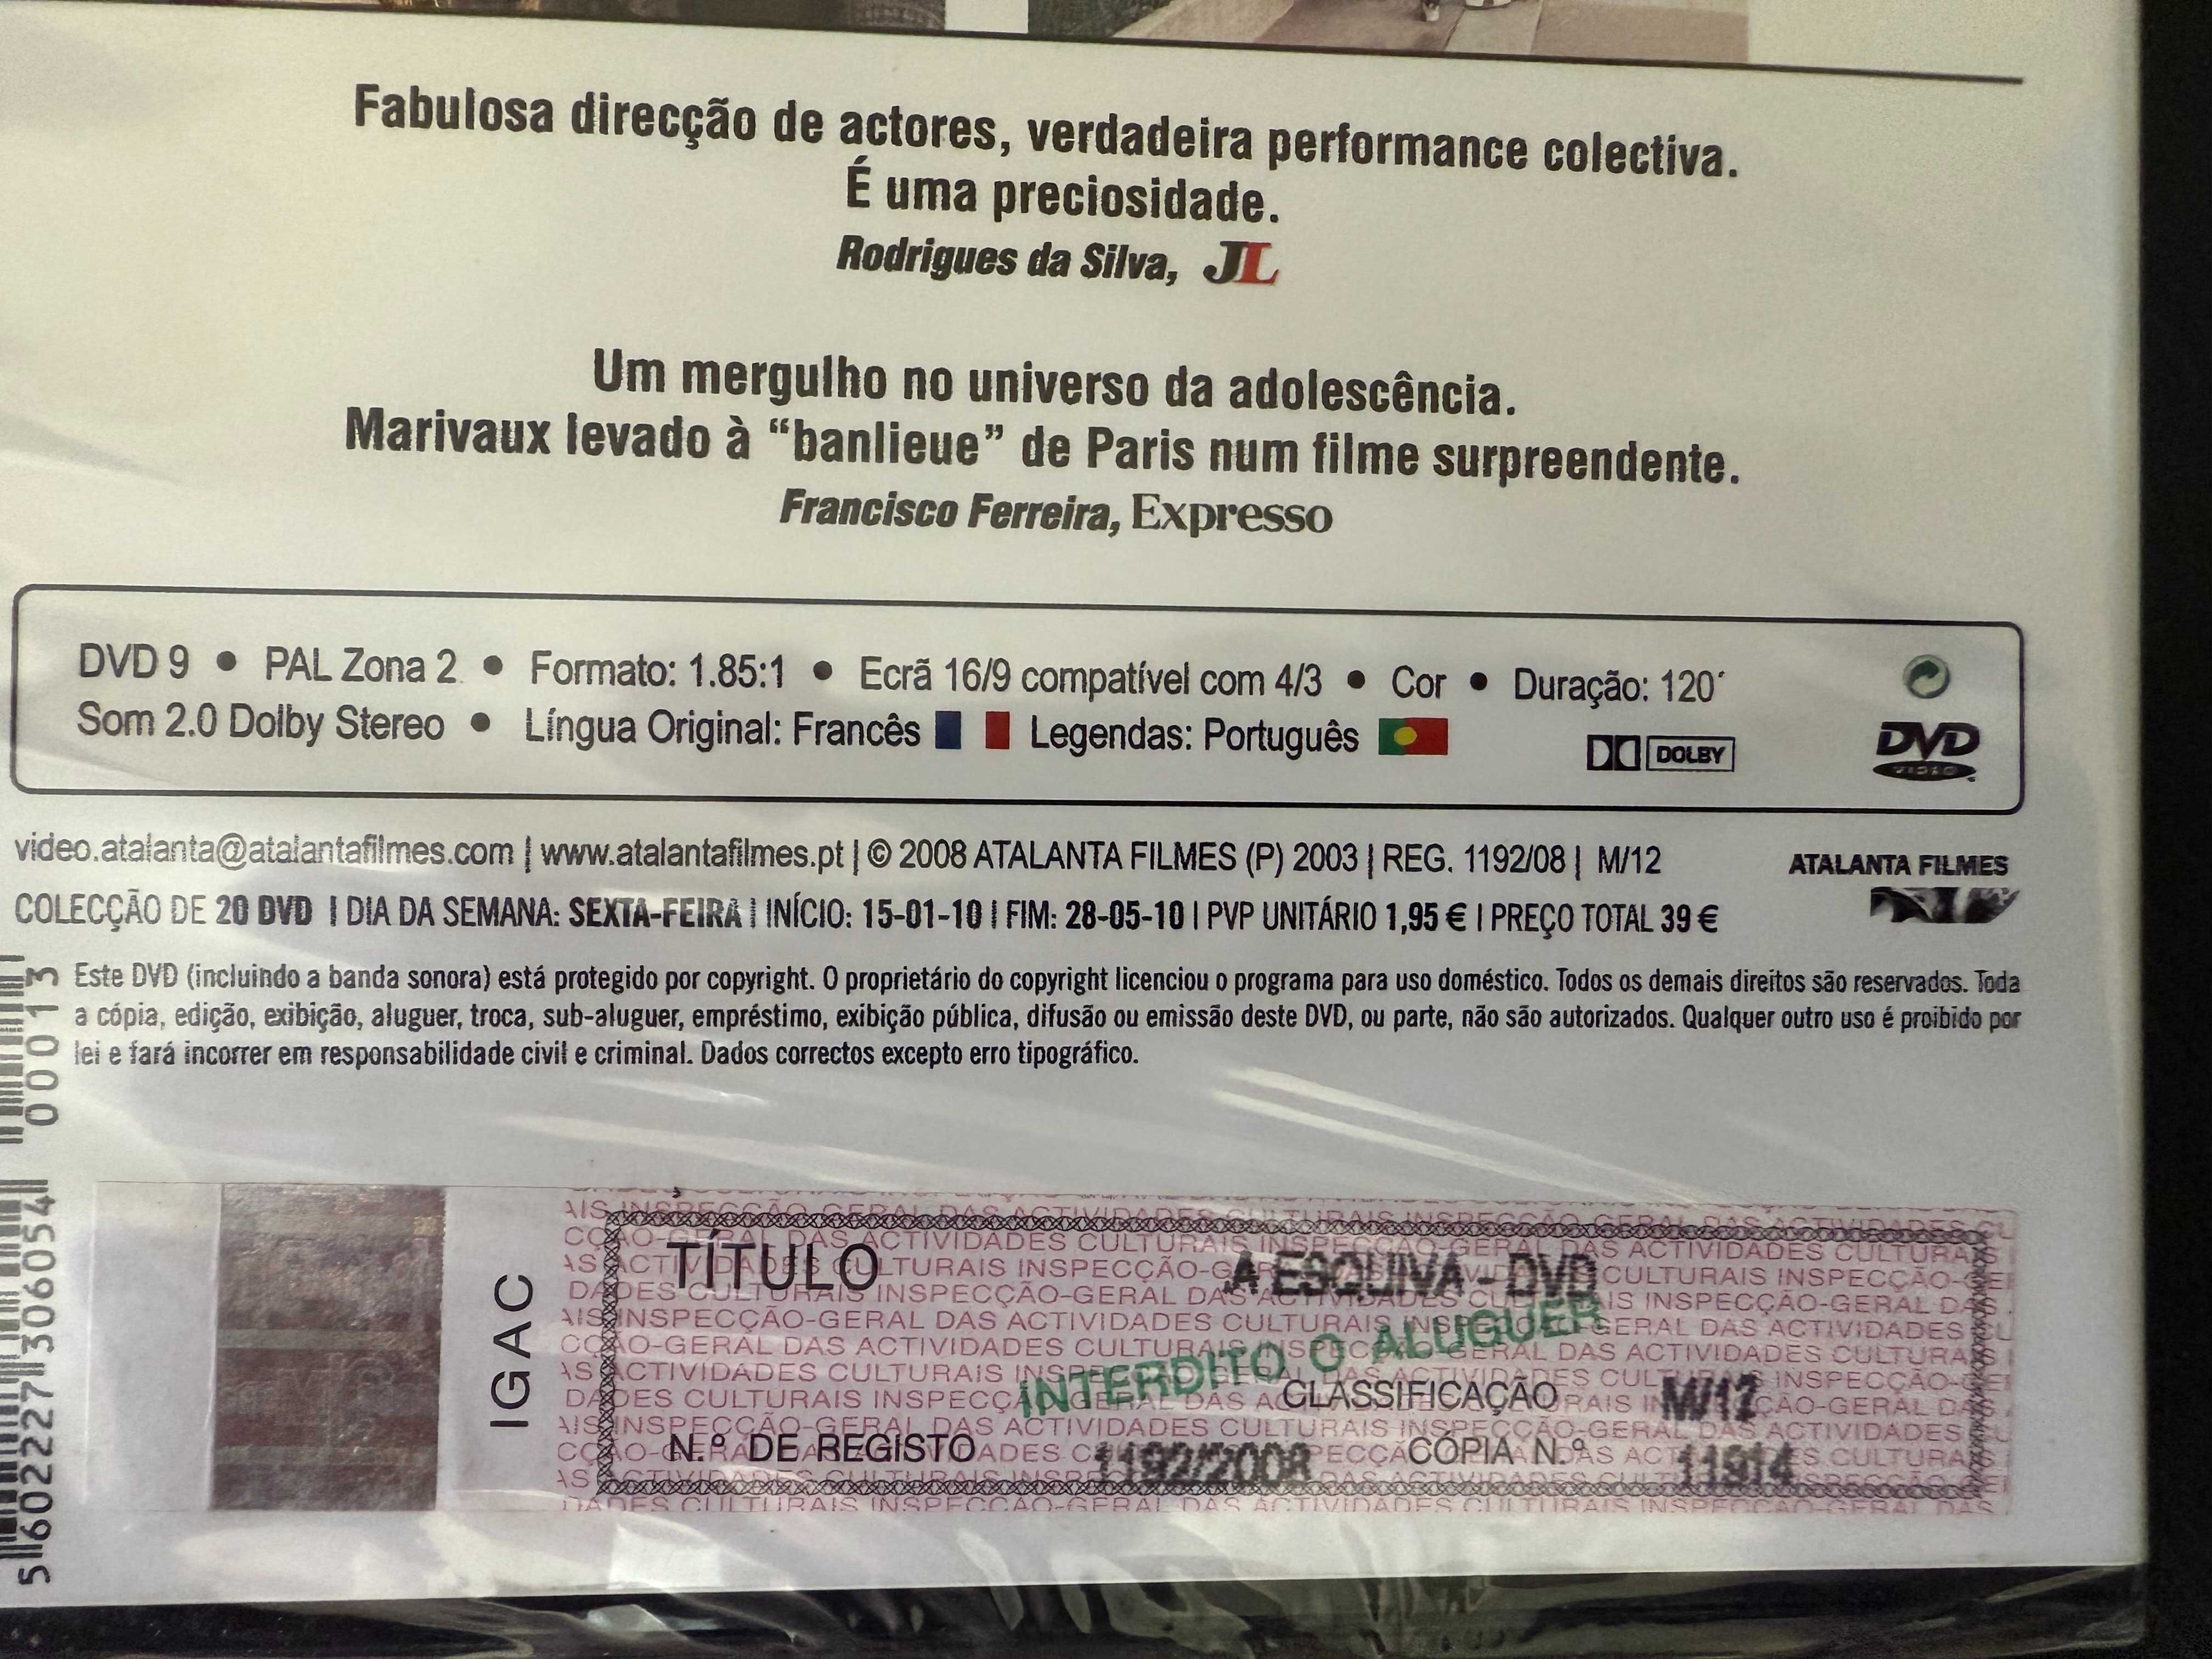 Fabulosa direcção de actores, verdadeira performance colectiva.
É uma preciosidade.
Rodrigues da Silva, JL
Um mergulho no universo da adolescência.
Marivaux levado à “banlieue” de Paris num filme surpreendente.
Francisco Ferreira, Expresso
DVD 9 • PAL Zona 2 • Formato: 1.85:1 • Ecrã 16/9 compatível com 4/3 • Cor • Duração: 120´
Som 2.0 Dolby Stereo • Língua Original: Francês Legendas: Português
DOLBY
DVD
VIDEO
video.atalanta@atalantafilmes.com | www.atalantafilmes.pt | © 2008 ATALANTA FILMES (P) 2003 | REG. 1192/08 | M/12
ATALANTA FILMES
COLECÇÃO DE 20 DVD I DIA DA SEMANA: SEXTA-FEIRA I INÍCIO: 15-01-10 I FIM: 28-05-10 I PVP UNITÁRIO 1,95 € I PREÇO TOTAL 39 €
Este DVD (incluindo a banda sonora) está protegido por copyright. O proprietário do copyright licenciou o programa para uso doméstico. Todos os demais direitos são reservados. Toda
a cópia, edição, exibição, aluguer, troca, sub-aluguer, empréstimo, exibição pública, difusão ou emissão deste DVD, ou parte, não são autorizados. Qualquer outro uso é proibido por
lei e fará incorrer em responsabilidade civil e criminal. Dados correctos excepto erro tipográfico.
5 602227 306054 00013
IGAC
TÍTULO A ESQUIVA - DVD
INTERDITO O ALUGUER
CLASSIFICAÇÃO M/12
N.º DE REGISTO 1192/2008 CÓPIA N.º 11914
INSPECÇÃO-GERAL DAS ACTIVIDADES CULTURAIS